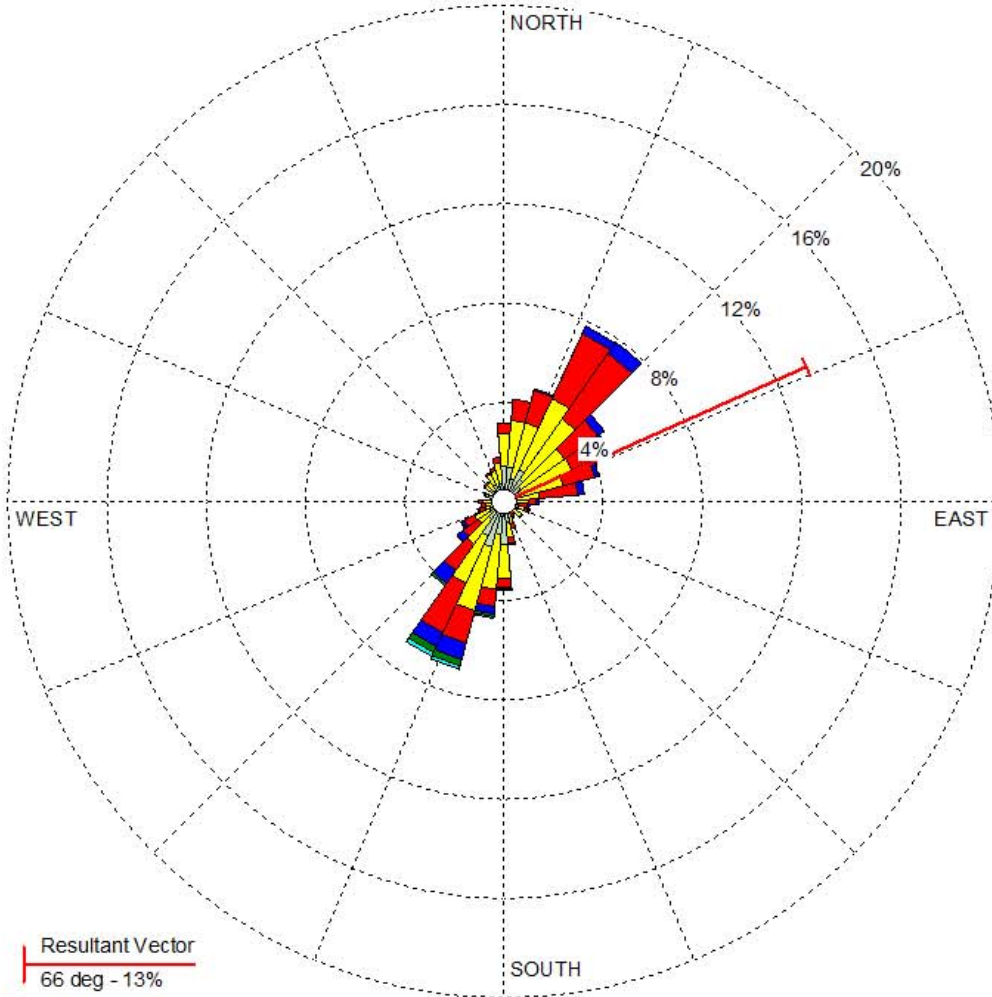 NORTH
20%
16%
12%
8%
4%
WEST
EAST
Resultant Vector
66 deg - 13%
SOUTH